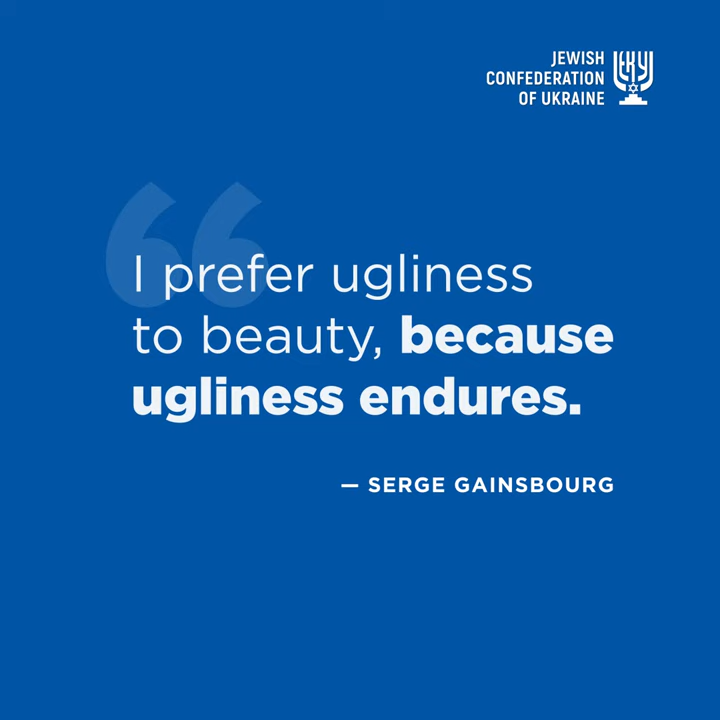 JEWISH
CONFEDERATION
OF UKRAINE
“
I prefer ugliness
to beauty, because
ugliness endures.
— SERGE GAINSBOURG